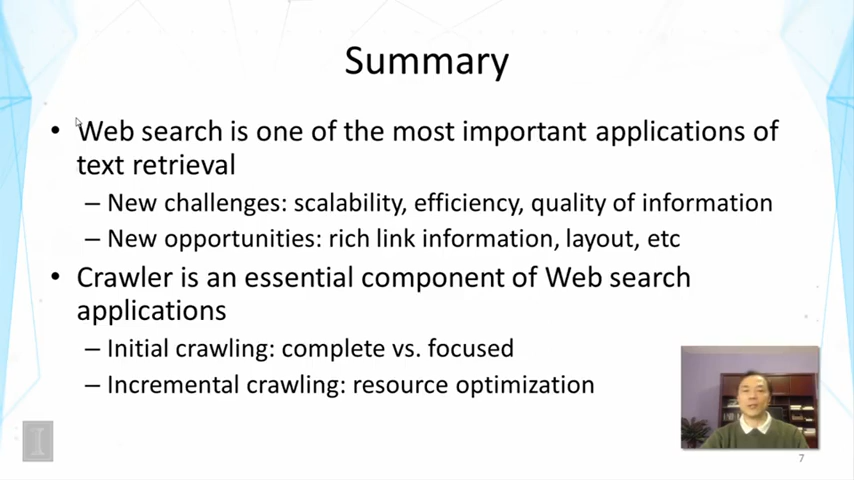 Summary
• Web search is one of the most important applications of
text retrieval
– New challenges: scalability, efficiency, quality of information
– New opportunities: rich link information, layout, etc
• Crawler is an essential component of Web search
applications
– Initial crawling: complete vs. focused
– Incremental crawling: resource optimization
I
7